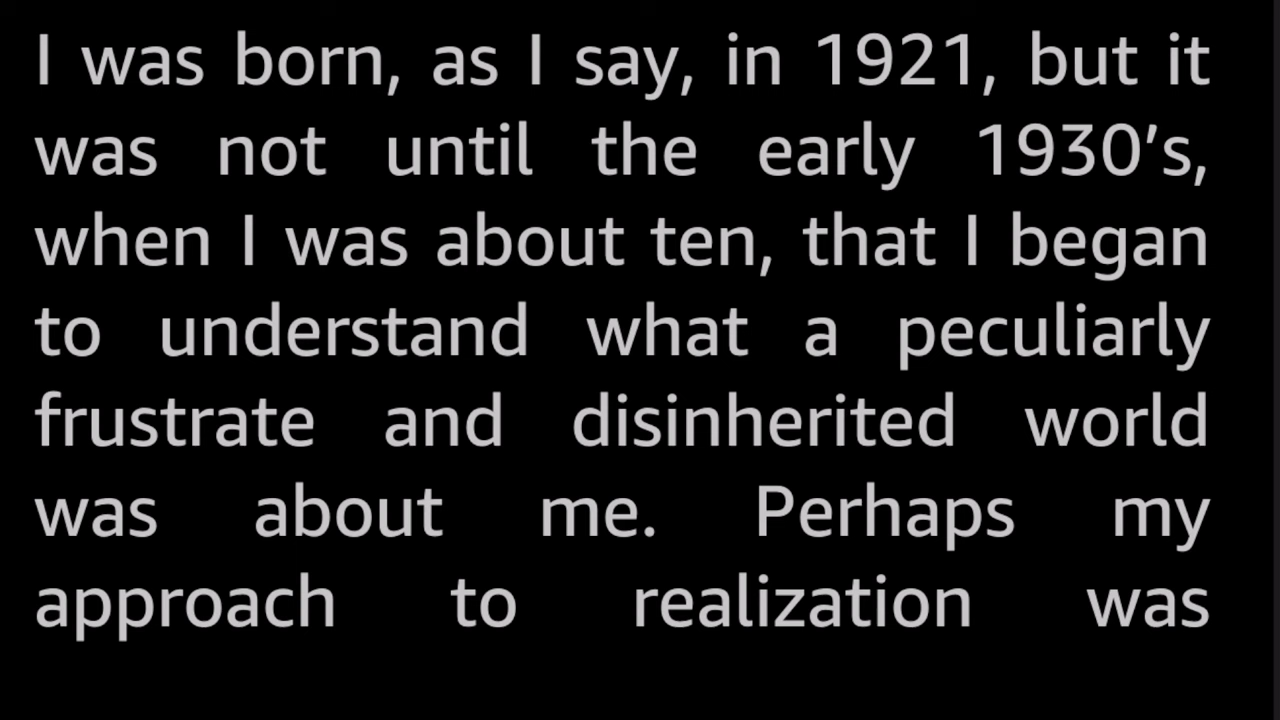 I was born, as I say, in 1921, but it
was not until the early 1930's,
when I was about ten, that I began
to understand what a peculiarly
frustrate and disinherited world
was about me. Perhaps my
approach to realization was